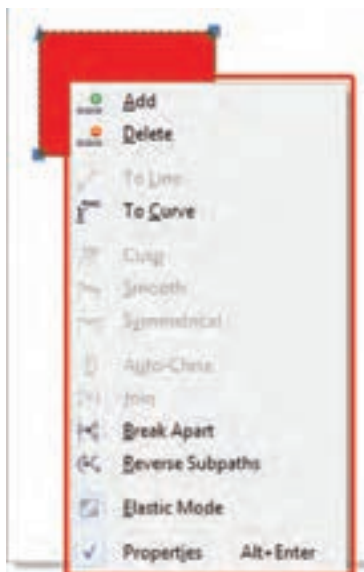 Add
Delete
To Line
To Curve
Cusp
Smooth
Symmetrical
Auto-Close
Join
Break Apart
Reverse Subpaths
Elastic Mode
Properties Alt+Enter